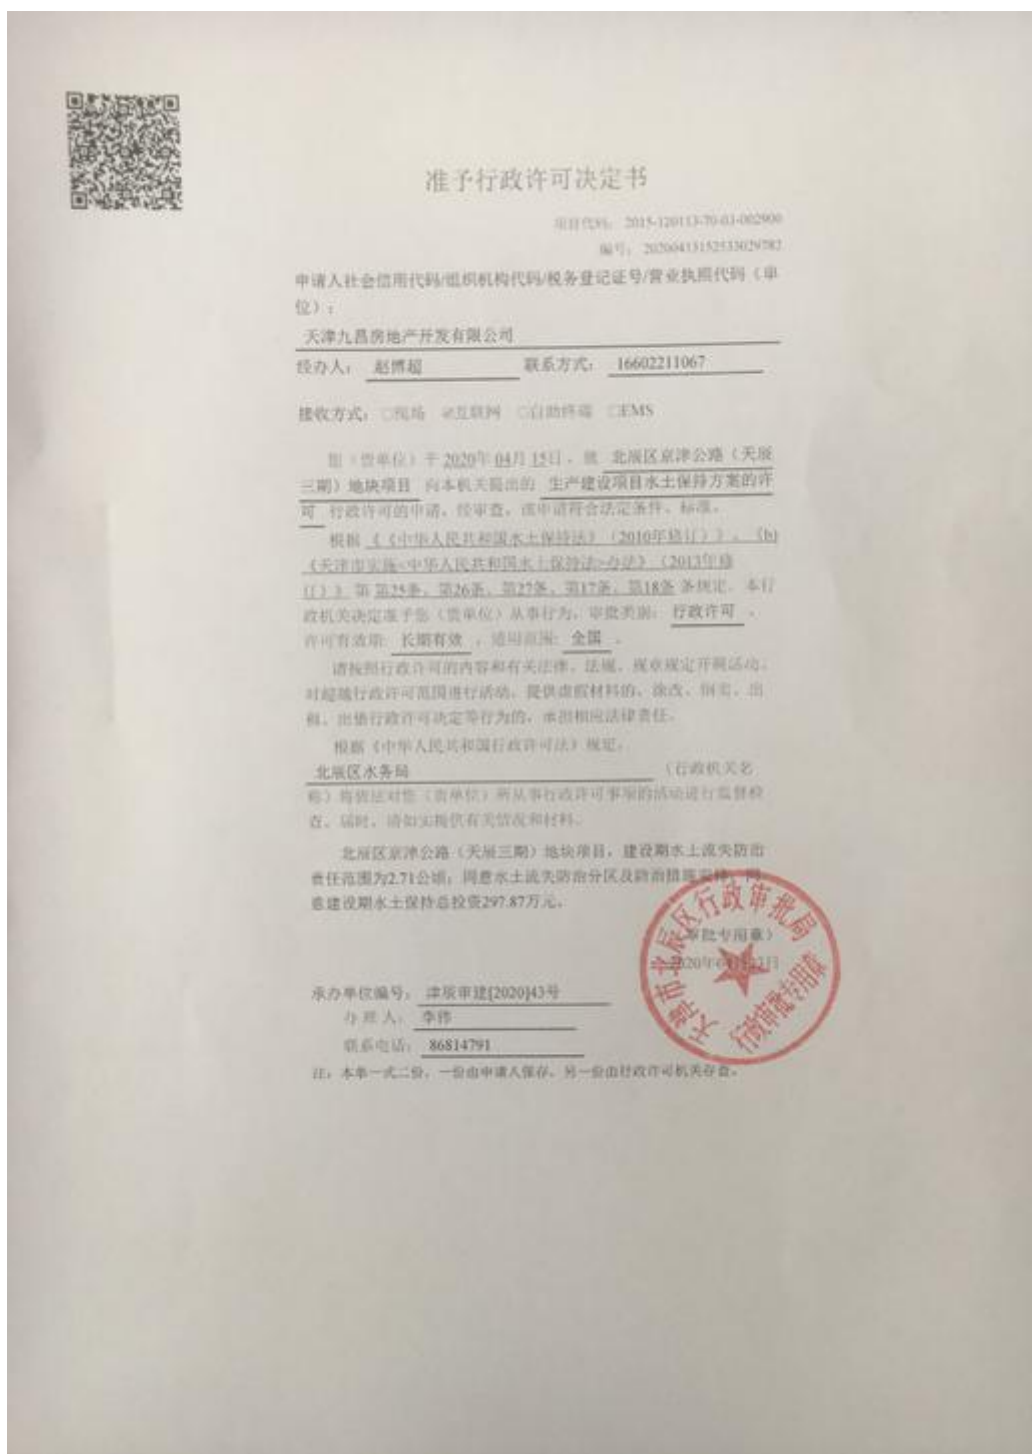 准予行政许可决定书
项目代码： 2015-120113-70-03-002900
编号： 20200413152533029782
申请人社会信用代码/组织机构代码/税务登记证号/营业执照代码（单
位）：
天津九昌房地产开发有限公司
经办人： 赵博超 联系方式： 16602211067
接收方式： □现场 ☑互联网 □自助终端 □EMS
您（贵单位）于 2020年 04月 15日，就 北辰区京津公路（天辰
三期）地块项目 向本机关提出的 生产建设项目水土保持方案的许
可 行政许可的申请，经审查，该申请符合法定条件、标准。
根据 《《中华人民共和国水土保持法》（2010年修订）》、《b)
《天津市实施<中华人民共和国水土保持法>办法》（2013年修
订）》 第 第25条、第26条、第27条、第17条、第18条 条规定，本行
政机关决定准予您（贵单位）从事行为，审批类别： 行政许可 ，
许可有效期： 长期有效 ，适用范围： 全国 。
请按照行政许可的内容和有关法律、法规、规章规定开展活动。
对超越行政许可范围进行活动、提供虚假材料的、涂改、倒卖、出
租、出借行政许可决定等行为的，承担相应法律责任。
根据《中华人民共和国行政许可法》规定，
北辰区水务局 （行政机关名
称）将依法对您（贵单位）所从事行政许可事项的活动进行监督检
查。届时，请如实提供有关情况和材料。
北辰区京津公路（天辰三期）地块项目，建设期水土流失防治
责任范围为2.71公顷；同意水土流失防治分区及防治措施安排。同
意建设期水土保持总投资297.87万元。
（审批专用章）
2020年04月
天津市北辰区行政审批局
行政审批专用章
承办单位编号： 津辰审建[2020]43号
办 理 人： 李伟
联系电话： 86814791
注：本单一式二份，一份由申请人保存，另一份由行政许可机关存查。